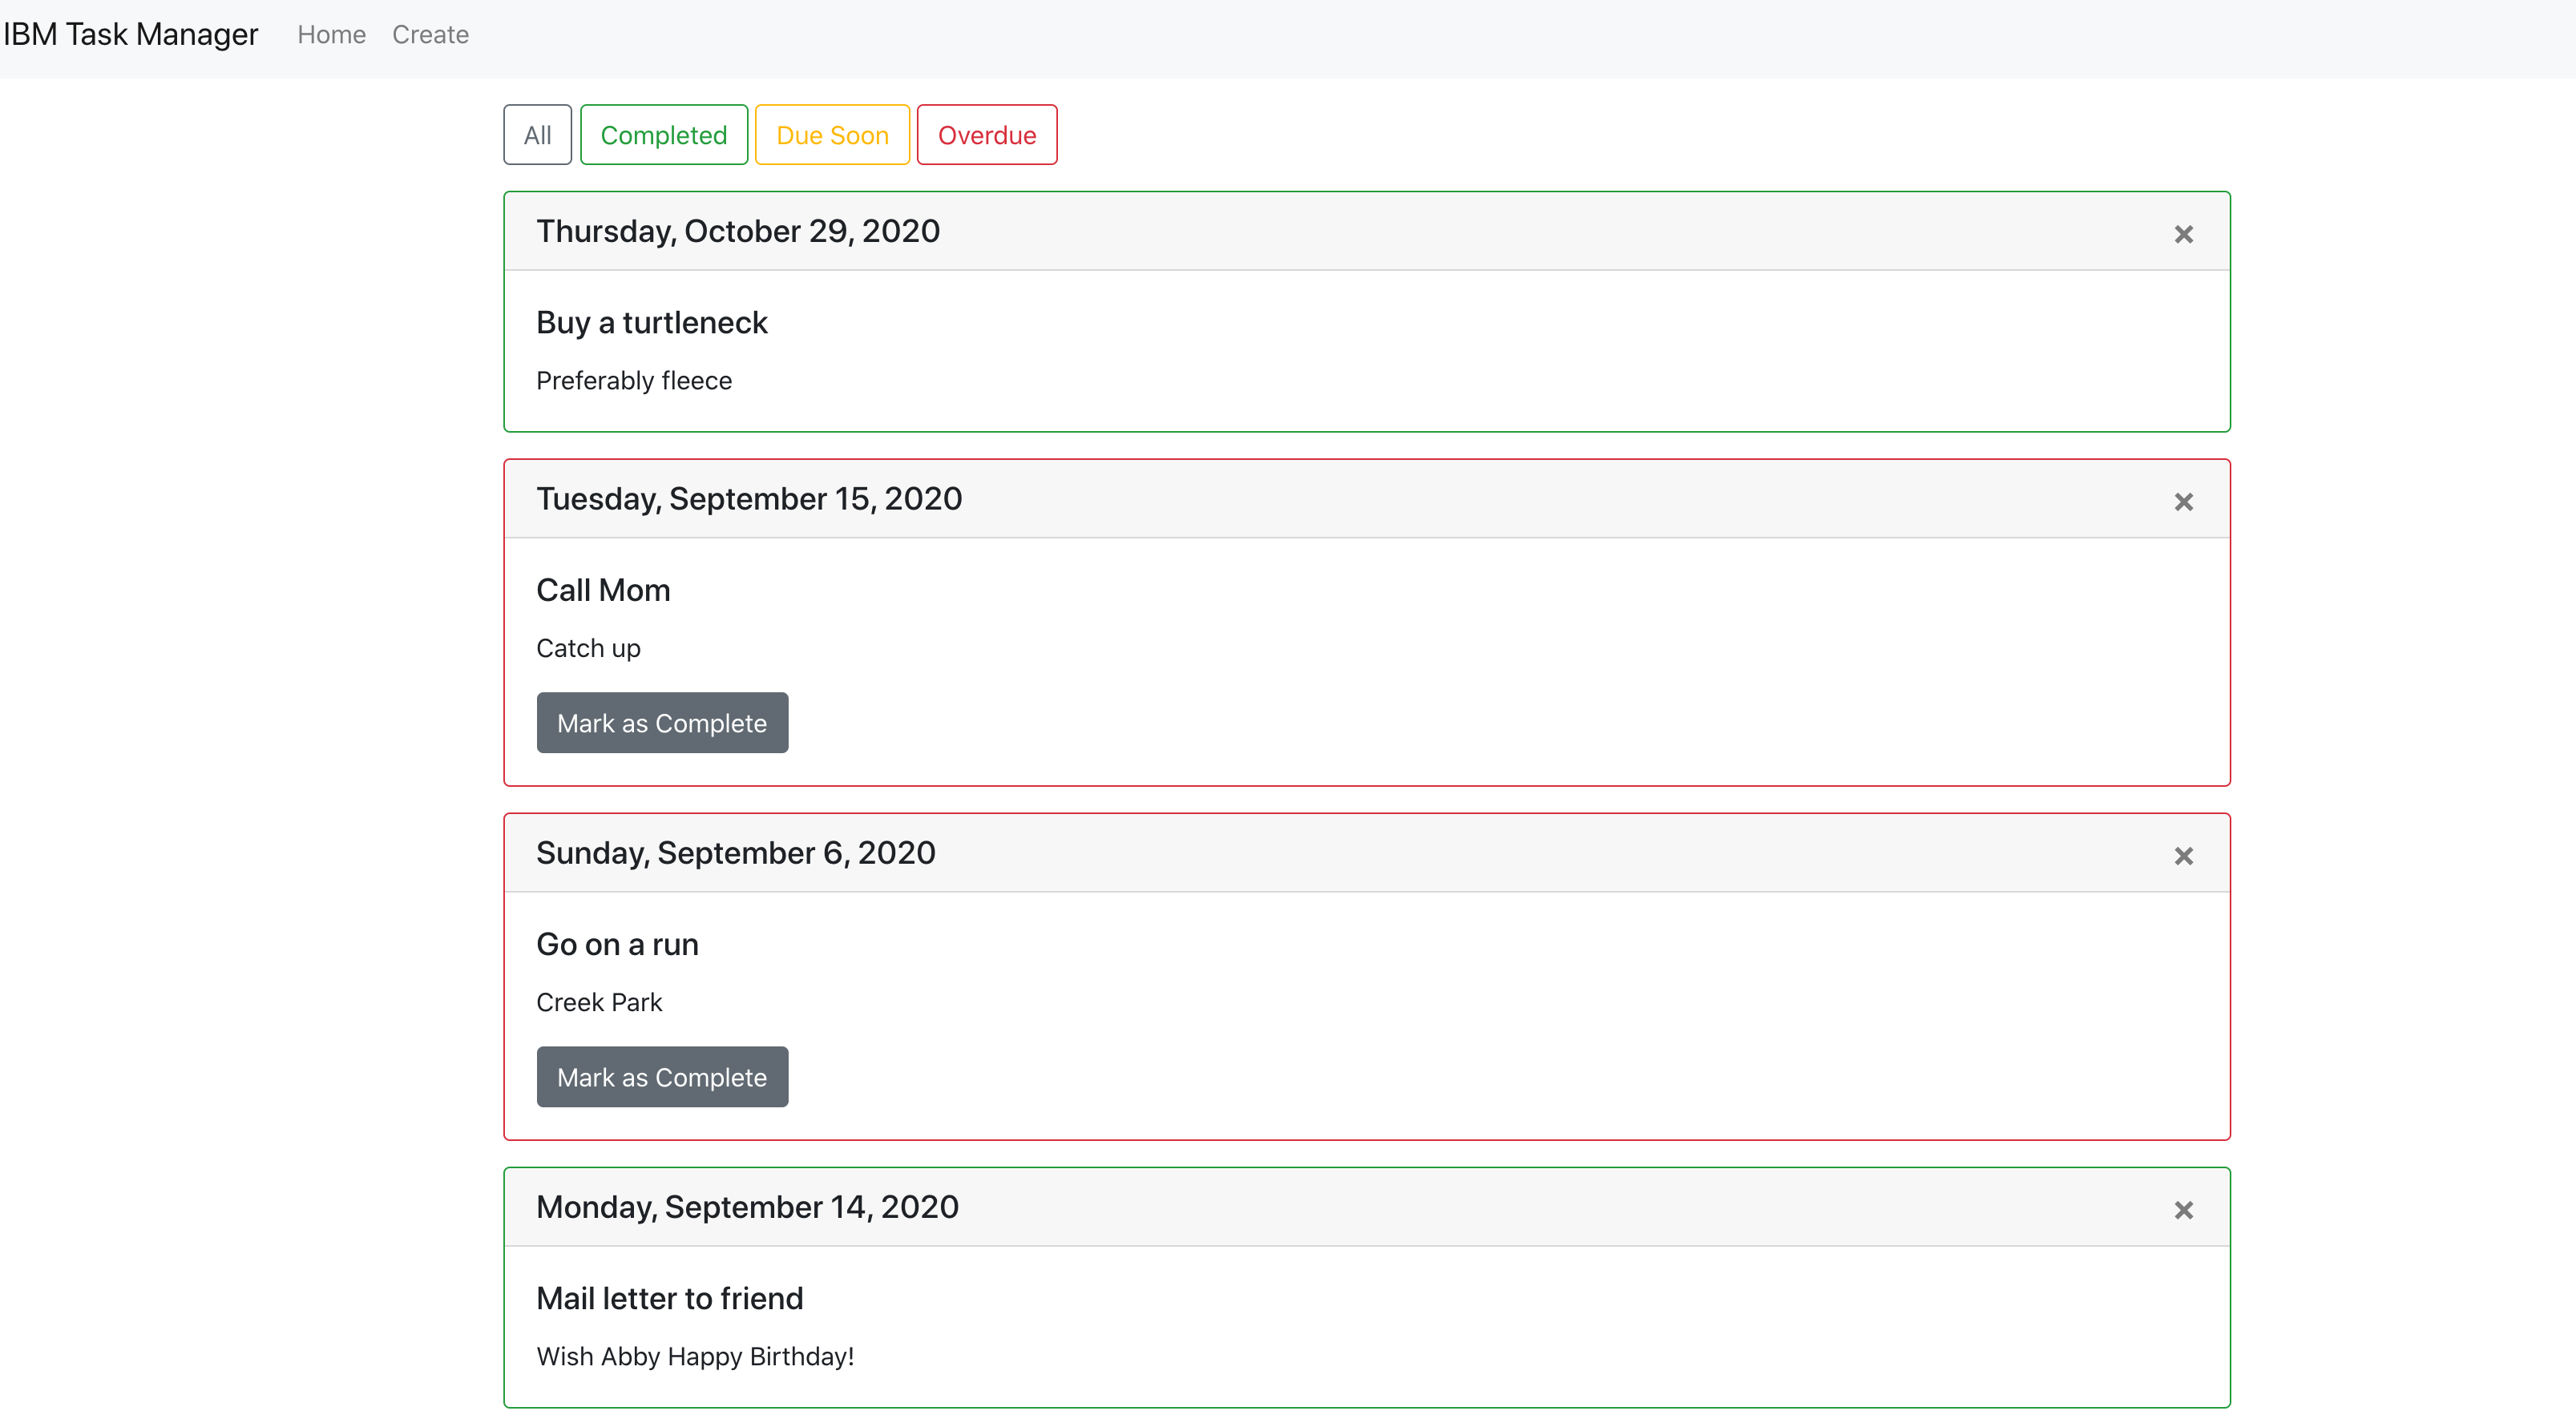 IBM Task Manager Home Create
All Completed Due Soon Overdue
Thursday, October 29, 2020 ×
Buy a turtleneck
Preferably fleece
Tuesday, September 15, 2020 ×
Call Mom
Catch up
Mark as Complete
Sunday, September 6, 2020 ×
Go on a run
Creek Park
Mark as Complete
Monday, September 14, 2020 ×
Mail letter to friend
Wish Abby Happy Birthday!